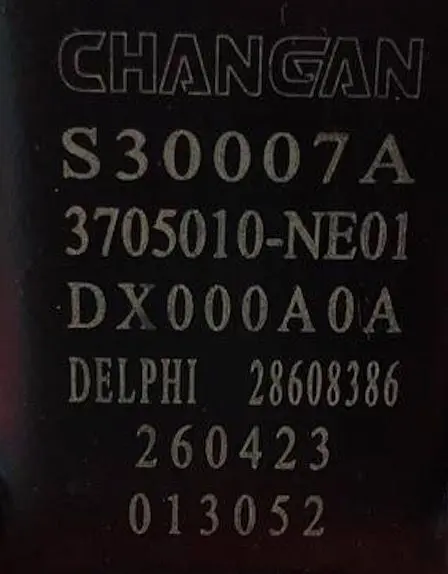 CHANGAN
S30007A
3705010-NE01
DX000A0A
DELPHI 28608386
260423
013052